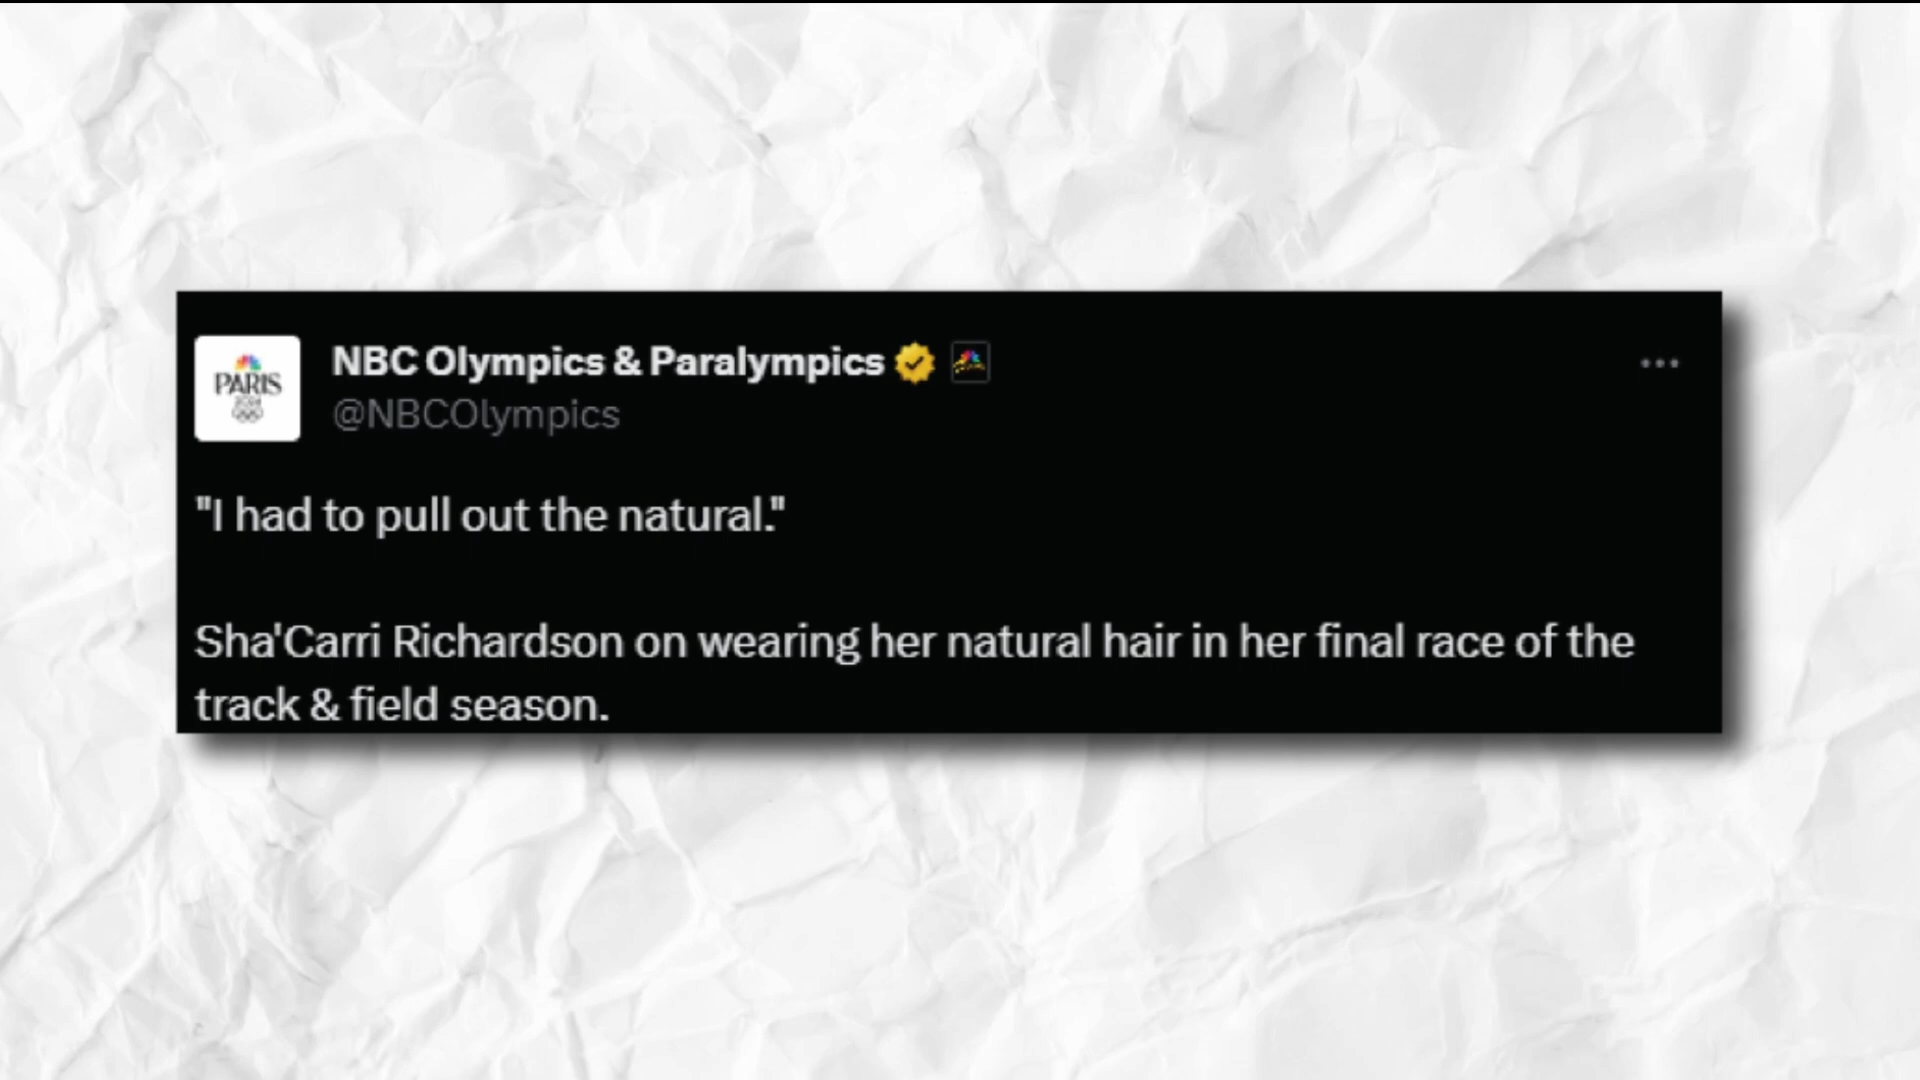 PARIS
2024
NBC Olympics & Paralympics
@NBCOlympics
"I had to pull out the natural."
Sha'Carri Richardson on wearing her natural hair in her final race of the
track & field season.